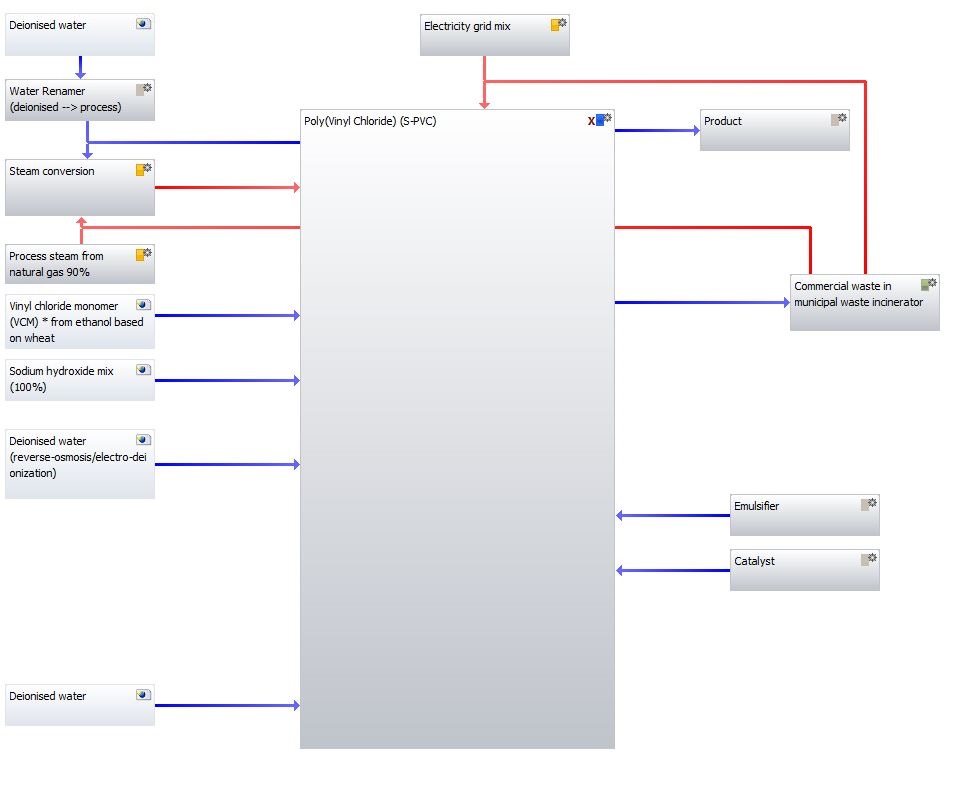 Deionised water
Electricity grid mix
Water Renamer
(deionised --> process)
Poly(Vinyl Chloride) (S-PVC)
X
Product
Steam conversion
Process steam from
natural gas 90%
Commercial waste in
municipal waste incinerator
Vinyl chloride monomer
(VCM) * from ethanol based
on wheat
Sodium hydroxide mix
(100%)
Deionised water
(reverse-osmosis/electro-dei
onization)
Emulsifier
Catalyst
Deionised water